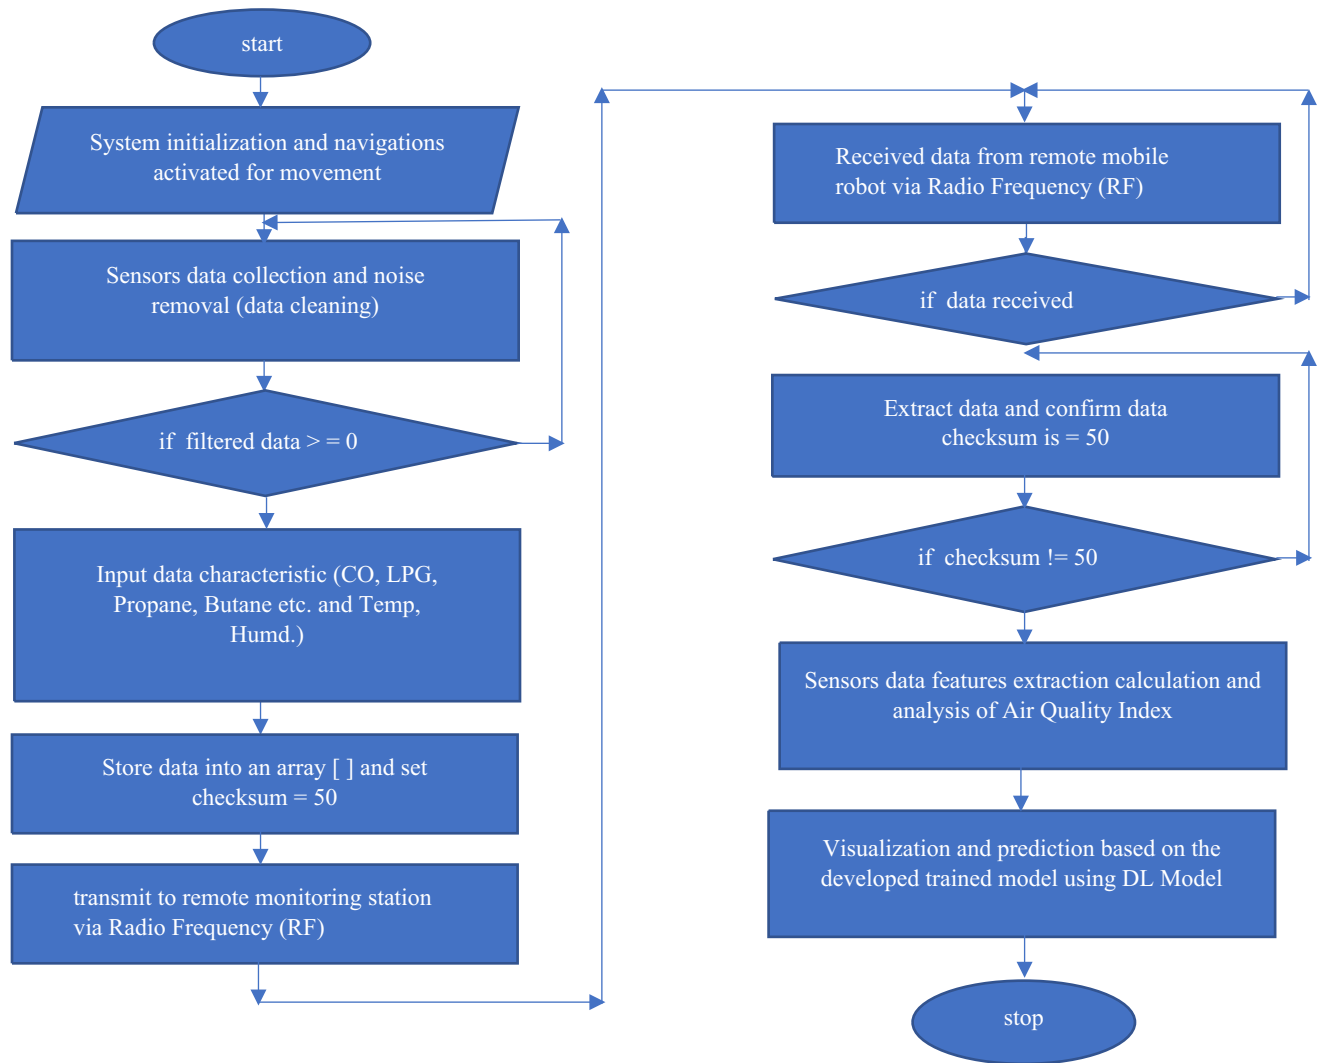 start
System initialization and navigations
activated for movement
Sensors data collection and noise
removal (data cleaning)
if  filtered data > = 0
Input data characteristic (CO, LPG,
Propane, Butane etc. and Temp,
Humd.)
Store data into an array [ ] and set
checksum = 50
transmit to remote monitoring station
via Radio Frequency (RF)
Received data from remote mobile
robot via Radio Frequency (RF)
if  data received
Extract data and confirm data
checksum is = 50
if  checksum != 50
Sensors data features extraction calculation and
analysis of Air Quality Index
Visualization and prediction based on the
developed trained model using DL Model
stop